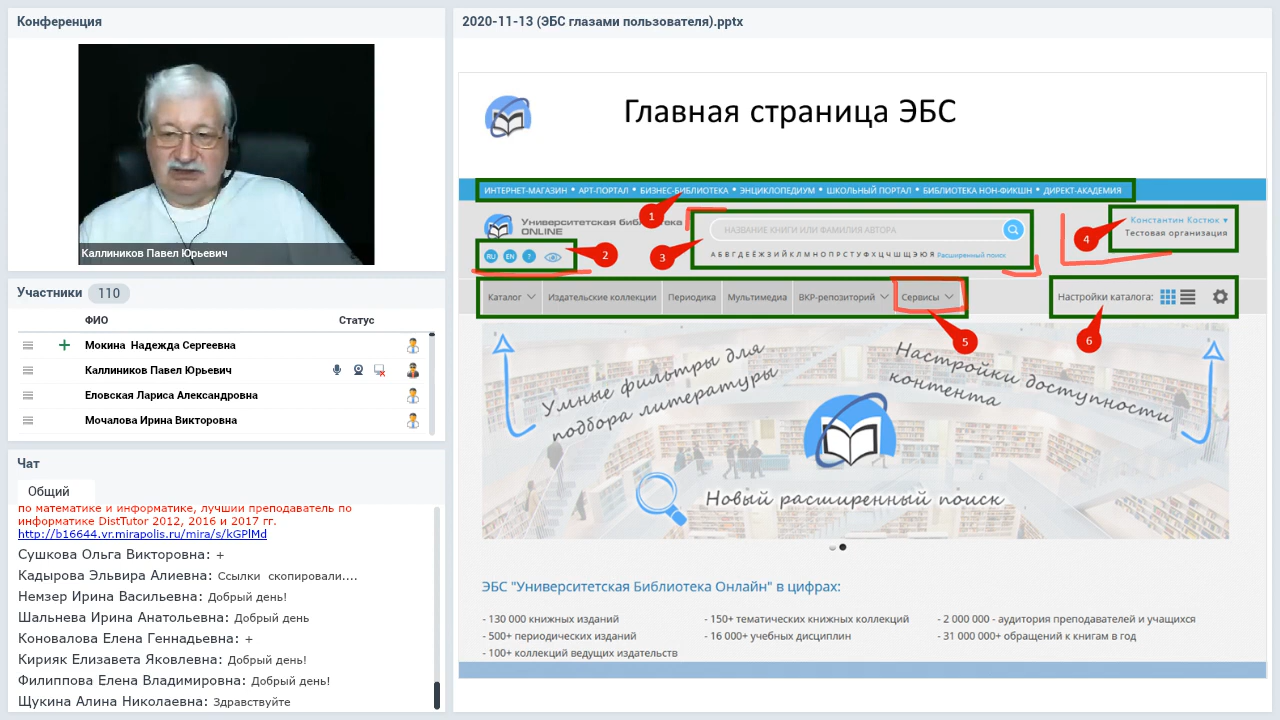 Конференция
Каллиников Павел Юрьевич
Участники 110
ФИО Статус
Мокина Надежда Сергеевна
Каллиников Павел Юрьевич
Еловская Лариса Александровна
Мочалова Ирина Викторовна
Чат
Общий
по математике и информатике, лучший преподаватель по
информатике DistTutor 2012, 2016 и 2017 гг.
http://b16644.vr.mirapolis.ru/mira/s/kGPlMd
Сушкова Ольга Викторовна: +
Кадырова Эльвира Алиевна: Ссылки скопировали....
Немзер Ирина Васильевна: Добрый день!
Шальнева Ирина Анатольевна: Добрый день
Коновалова Елена Геннадьевна: +
Кирияк Елизавета Яковлевна: Добрый день!
Филиппова Елена Владимировна: Добрый день!
Щукина Алина Николаевна: Здравствуйте
2020-11-13 (ЭБС глазами пользователя).pptx
Главная страница ЭБС
ИНТЕРНЕТ-МАГАЗИН • АРТ-ПОРТАЛ • БИЗНЕС-БИБЛИОТЕКА • ЭНЦИКЛОПЕДИУМ • ШКОЛЬНЫЙ ПОРТАЛ • БИБЛИОТЕКА НОН-ФИКШН • ДИРЕКТ-АКАДЕМИЯ
1
Университетская библиотека
ONLINE
НАЗВАНИЕ КНИГИ ИЛИ ФАМИЛИЯ АВТОРА
Константин Костюк ▾
Тестовая организация
4
RU EN ?
2
3
А Б В Г Д Е Ё Ж З И Й К Л М Н О П Р С Т У Ф Х Ц Ч Ш Щ Э Ю Я Расширенный поиск
Каталог Издательские коллекции Периодика Мультимедиа ВКР-репозиторий Сервисы
Настройки каталога:
5
6
Умные фильтры для
подбора литературы
Настройки доступности
контента
Новый расширенный поиск
ЭБС "Университетская Библиотека Онлайн" в цифрах:
- 130 000 книжных изданий
- 500+ периодических изданий
- 100+ коллекций ведущих издательств
- 150+ тематических книжных коллекций
- 16 000+ учебных дисциплин
- 2 000 000 - аудитория преподавателей и учащихся
- 31 000 000+ обращений к книгам в год